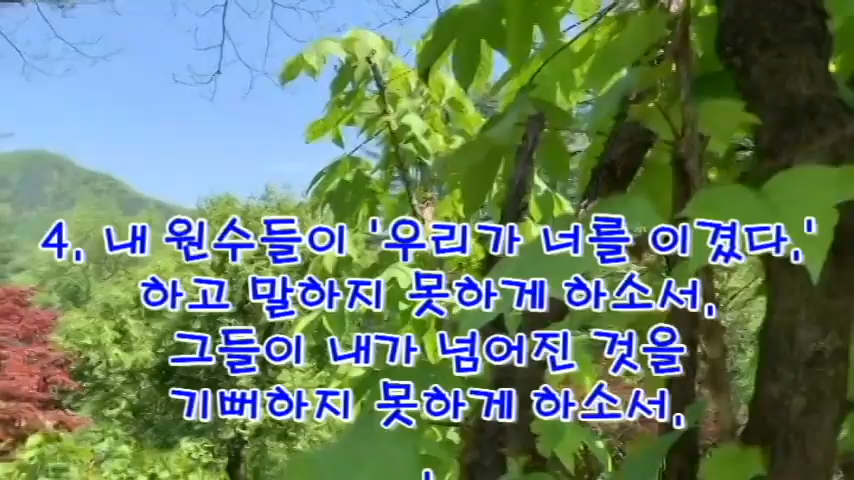 4. 내 원수들이 '우리가 너를 이겼다.'
하고 말하지 못하게 하소서.
그들이 내가 넘어진 것을
기뻐하지 못하게 하소서.